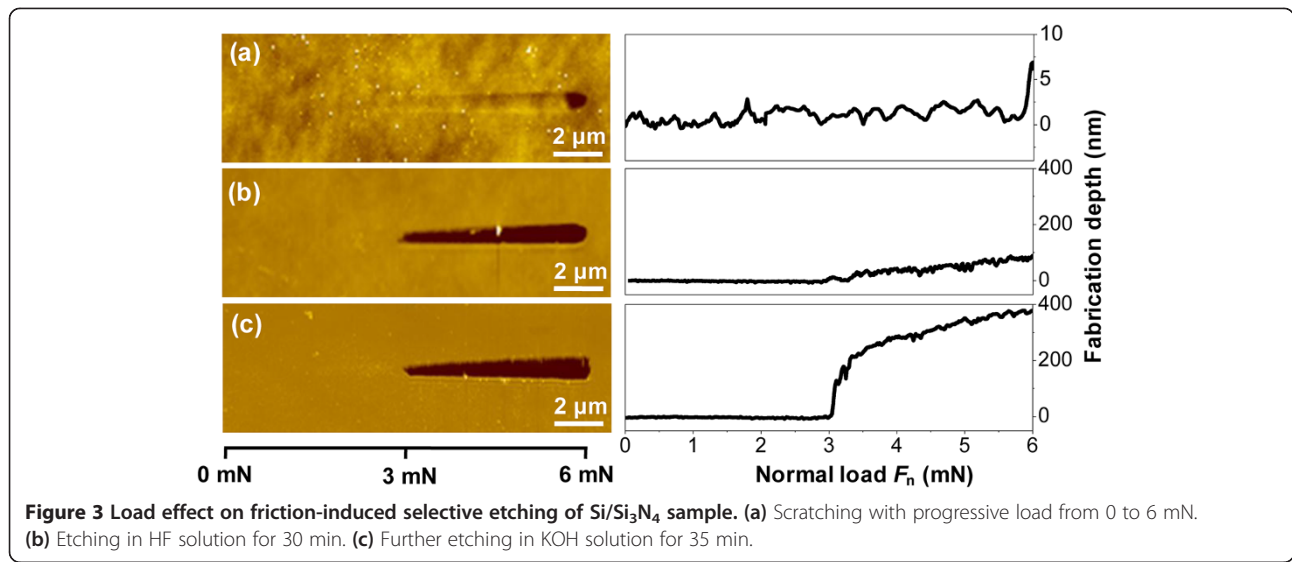 (a)
2 µm
10
5
0
(b)
2 µm
400
200
0
(c)
2 µm
400
200
0
Fabrication depth (nm)
0 1 2 3 4 5 6
Normal load Fn (mN)
0 mN 3 mN 6 mN
Figure 3 Load effect on friction-induced selective etching of Si/Si3N4 sample. (a) Scratching with progressive load from 0 to 6 mN.
(b) Etching in HF solution for 30 min. (c) Further etching in KOH solution for 35 min.